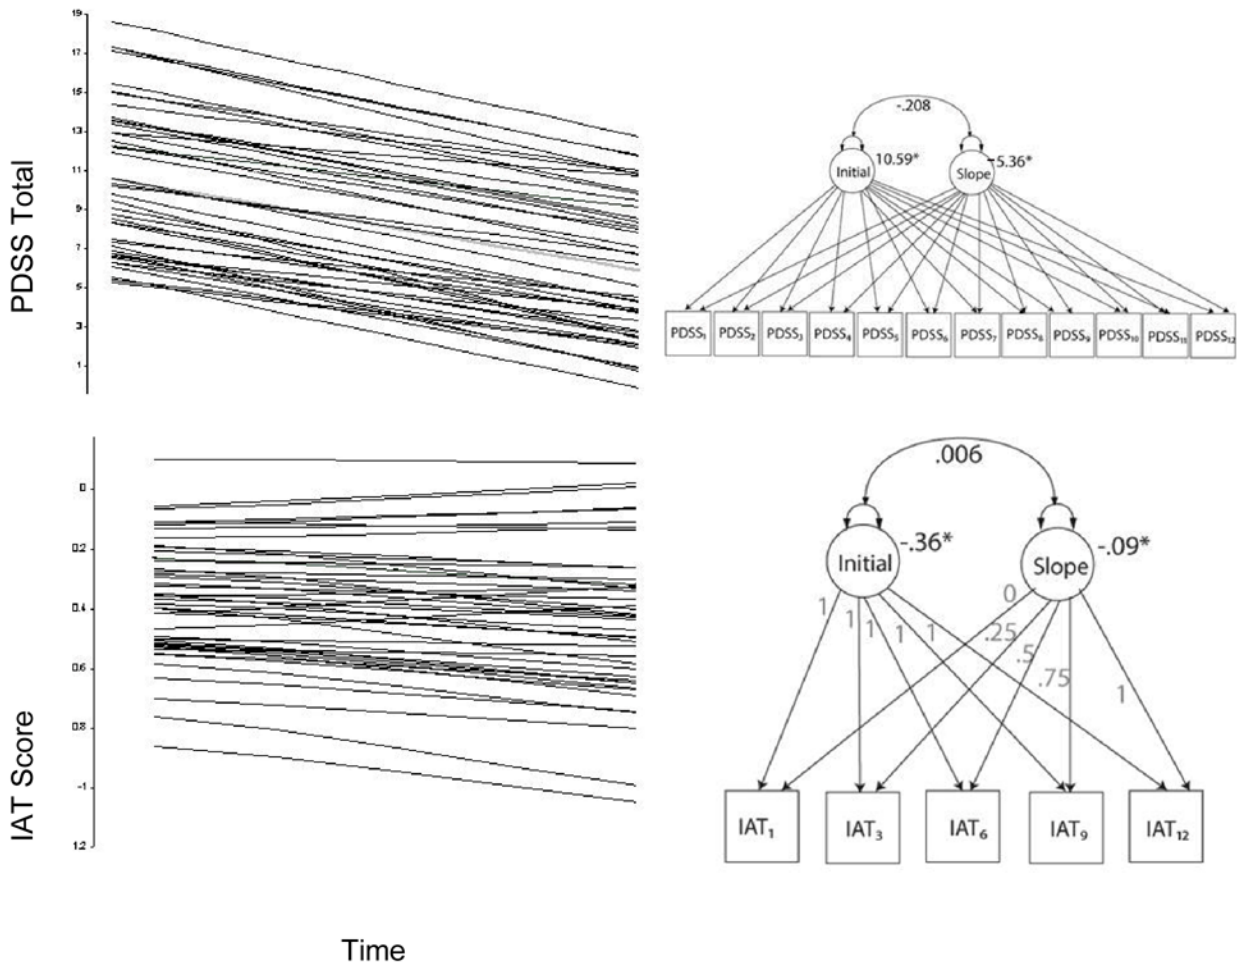 PDSS Total
19
17
15
13
11
9
7
5
3
1
-.208
Initial
10.59*
Slope
-5.36*
PDSS₁ PDSS₂ PDSS₃ PDSS₄ PDSS₅ PDSS₆ PDSS₇ PDSS₈ PDSS₉ PDSS₁₀ PDSS₁₁ PDSS₁₂
IAT Score
0
0.2
0.4
0.6
0.8
-1
1.2
Time
.006
Initial
-.36*
Slope
-.09*
1 1 1 1 1
0
.25
.5
.75
1
IAT₁ IAT₃ IAT₆ IAT₉ IAT₁₂